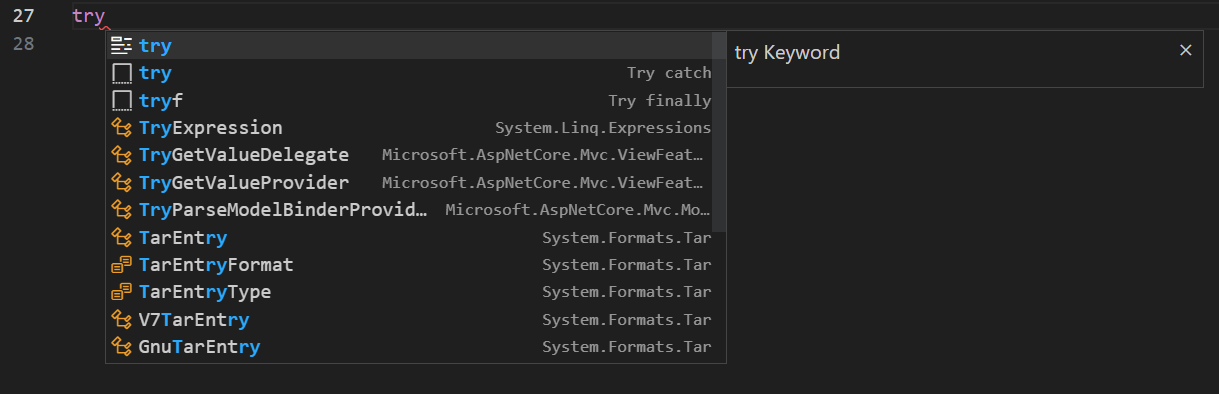 27 try
28
try
try Try catch
tryf Try finally
TryExpression System.Linq.Expressions
TryGetValueDelegate Microsoft.AspNetCore.Mvc.ViewFeat…
TryGetValueProvider Microsoft.AspNetCore.Mvc.ViewFeat…
TryParseModelBinderProvid… Microsoft.AspNetCore.Mvc.Mo…
TarEntry System.Formats.Tar
TarEntryFormat System.Formats.Tar
TarEntryType System.Formats.Tar
V7TarEntry System.Formats.Tar
GnuTarEntry System.Formats.Tar
try Keyword